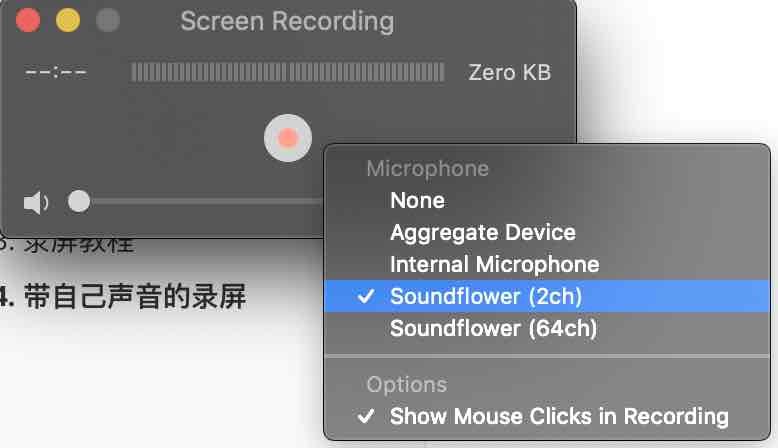 Screen Recording
--:--
Zero KB
Microphone
None
Aggregate Device
Internal Microphone
Soundflower (2ch)
Soundflower (64ch)
Options
Show Mouse Clicks in Recording
3. 录屏教程
4. 带自己声音的录屏